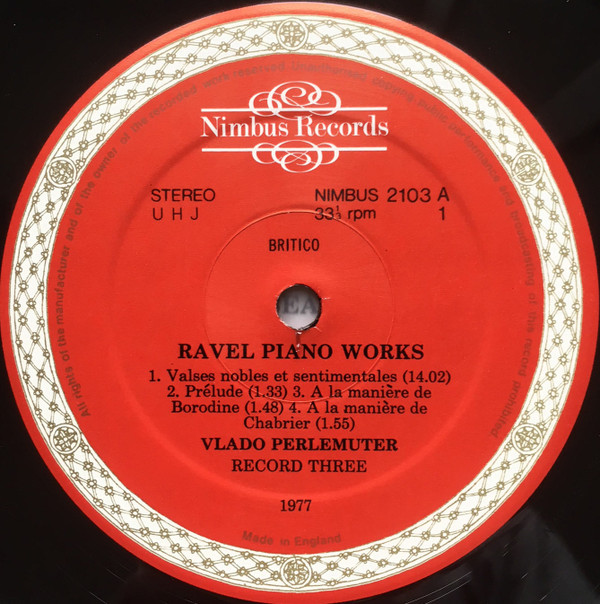 All rights of the manufacturer and of the owner of the recorded work reserved. Unauthorised copying public performance and broadcasting of this record prohibited.
Nimbus Records
STEREO NIMBUS 2103 A
U H J 33⅓ rpm 1
BRITICO
RAVEL PIANO WORKS
1. Valses nobles et sentimentales (14.02)
2. Prélude (1.33) 3. A la manière de
Borodine (1.48) 4. A la manière de
Chabrier (1.55)
VLADO PERLEMUTER
RECORD THREE
1977
Made in England